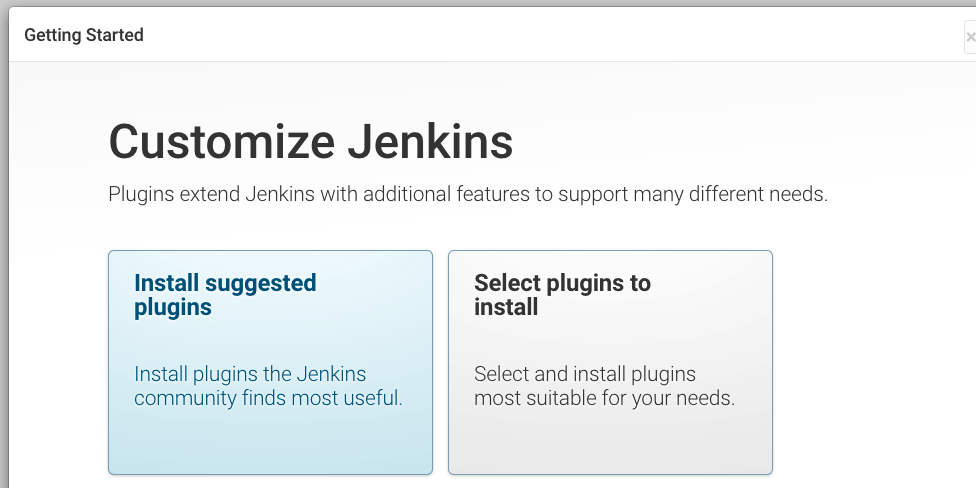 Getting Started
×
Customize Jenkins
Plugins extend Jenkins with additional features to support many different needs.
Install suggested
plugins
Install plugins the Jenkins
community finds most useful.
Select plugins to
install
Select and install plugins
most suitable for your needs.